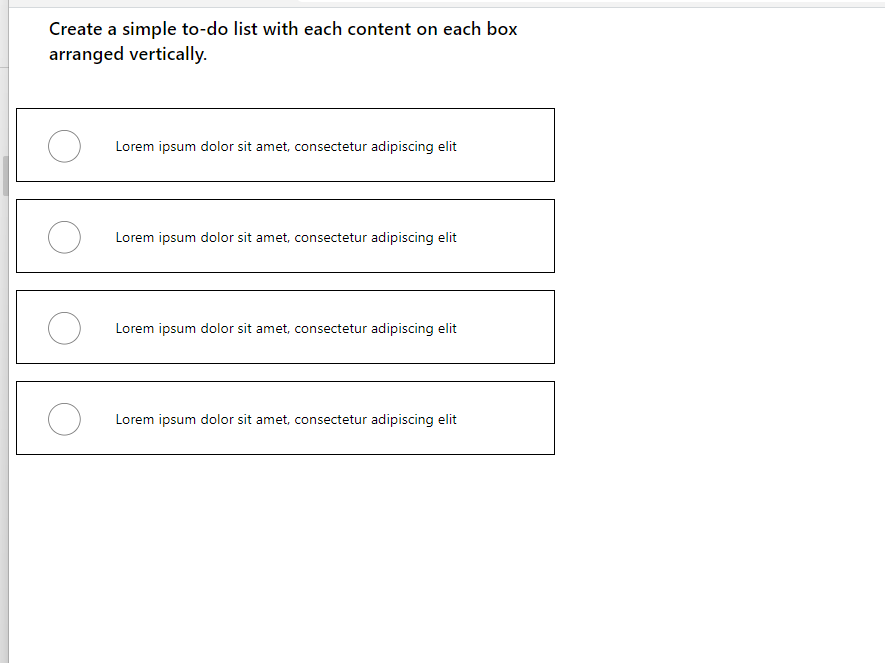 Create a simple to-do list with each content on each box
arranged vertically.
Lorem ipsum dolor sit amet, consectetur adipiscing elit
Lorem ipsum dolor sit amet, consectetur adipiscing elit
Lorem ipsum dolor sit amet, consectetur adipiscing elit
Lorem ipsum dolor sit amet, consectetur adipiscing elit